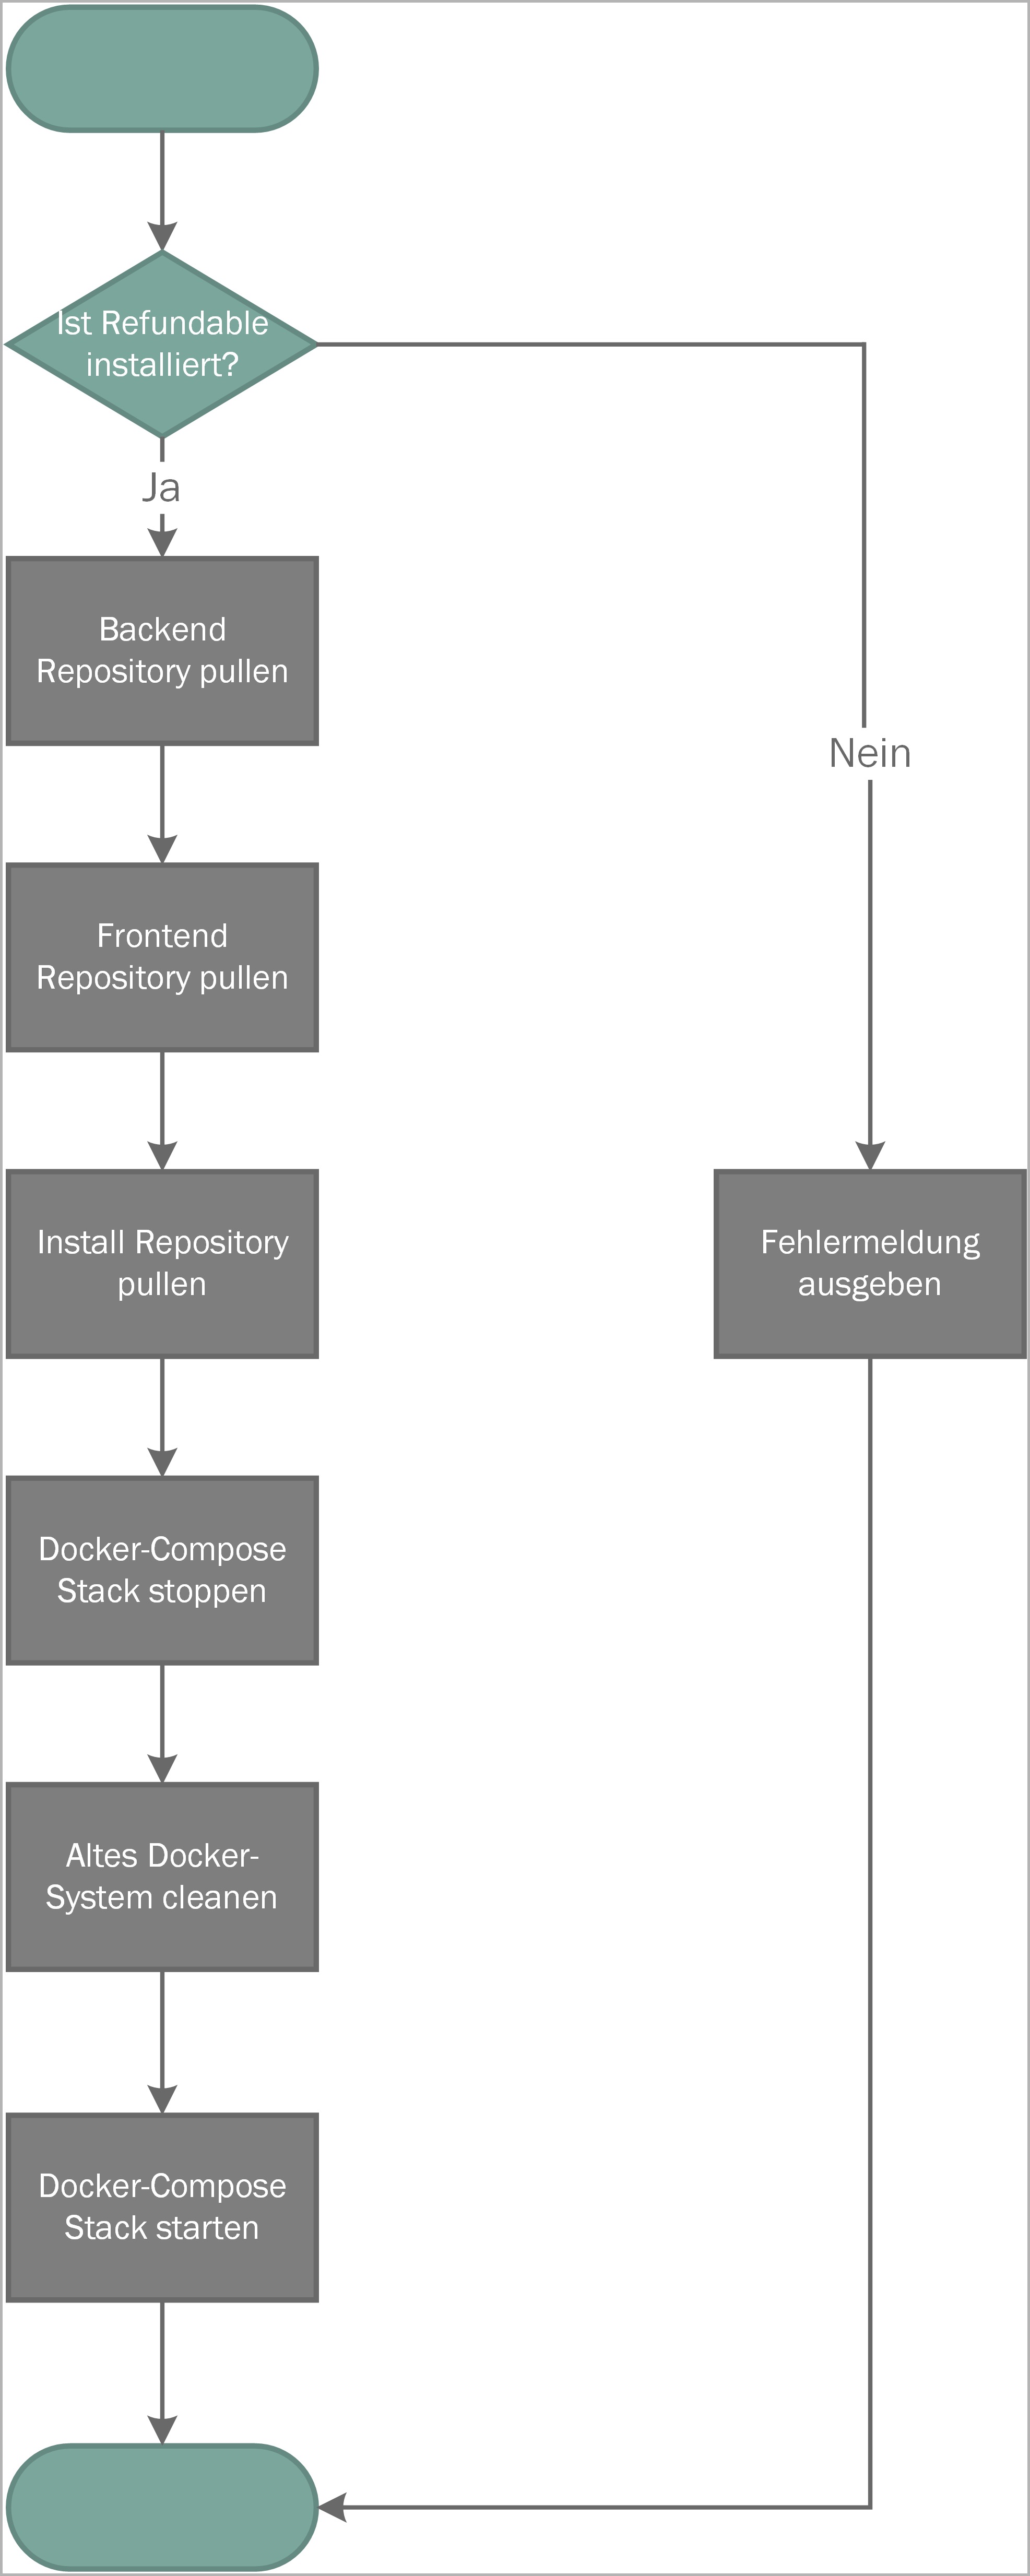 Ist Refundable
installiert?
Ja
Backend
Repository pullen
Nein
Frontend
Repository pullen
Install Repository
pullen
Fehlermeldung
ausgeben
Docker-Compose
Stack stoppen
Altes Docker-
System cleanen
Docker-Compose
Stack starten